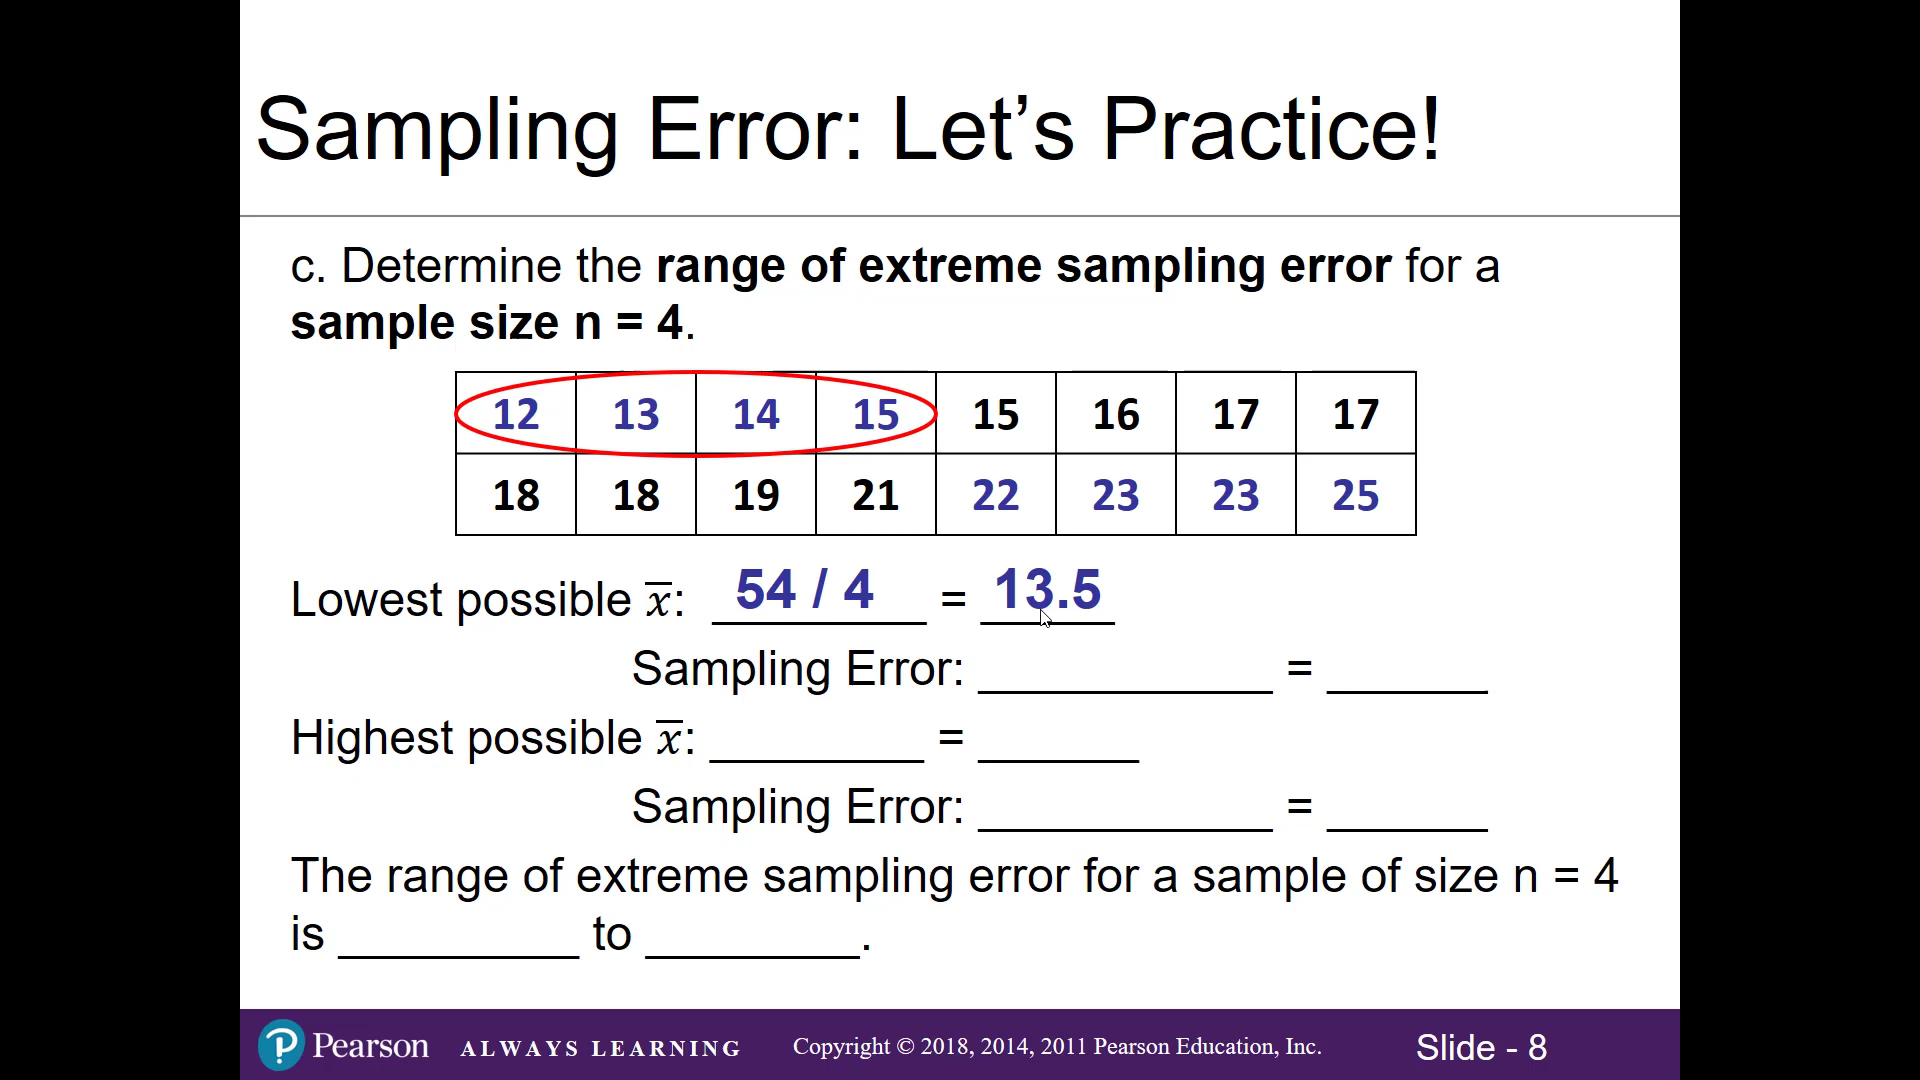 Sampling Error: Let’s Practice!
c. Determine the range of extreme sampling error for a
sample size n = 4.
12 13 14 15 15 16 17 17
18 18 19 21 22 23 23 25
Lowest possible x̅: 54 / 4 = 13.5
Sampling Error: ___________ = ______
Highest possible x̅: ________ = ______
Sampling Error: ___________ = ______
The range of extreme sampling error for a sample of size n = 4
is _________ to ________.
Pearson ALWAYS LEARNING Copyright © 2018, 2014, 2011 Pearson Education, Inc. Slide - 8